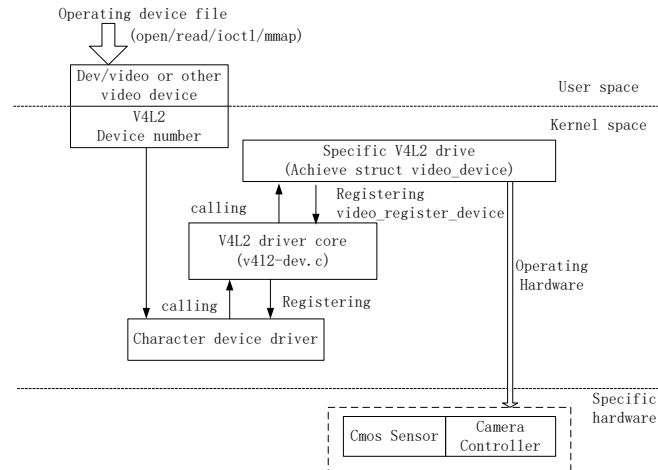 Operating device file
(open/read/ioctl/mmap)
Dev/video or other
video device
User space
V4L2
Device number
Kernel space
Specific V4L2 drive
(Achieve struct video_device)
calling
Registering
video_register_device
V4L2 driver core
(v4l2-dev.c)
Operating
Hardware
calling
Registering
Character device driver
Specific
hardware
Cmos Sensor
Camera
Controller